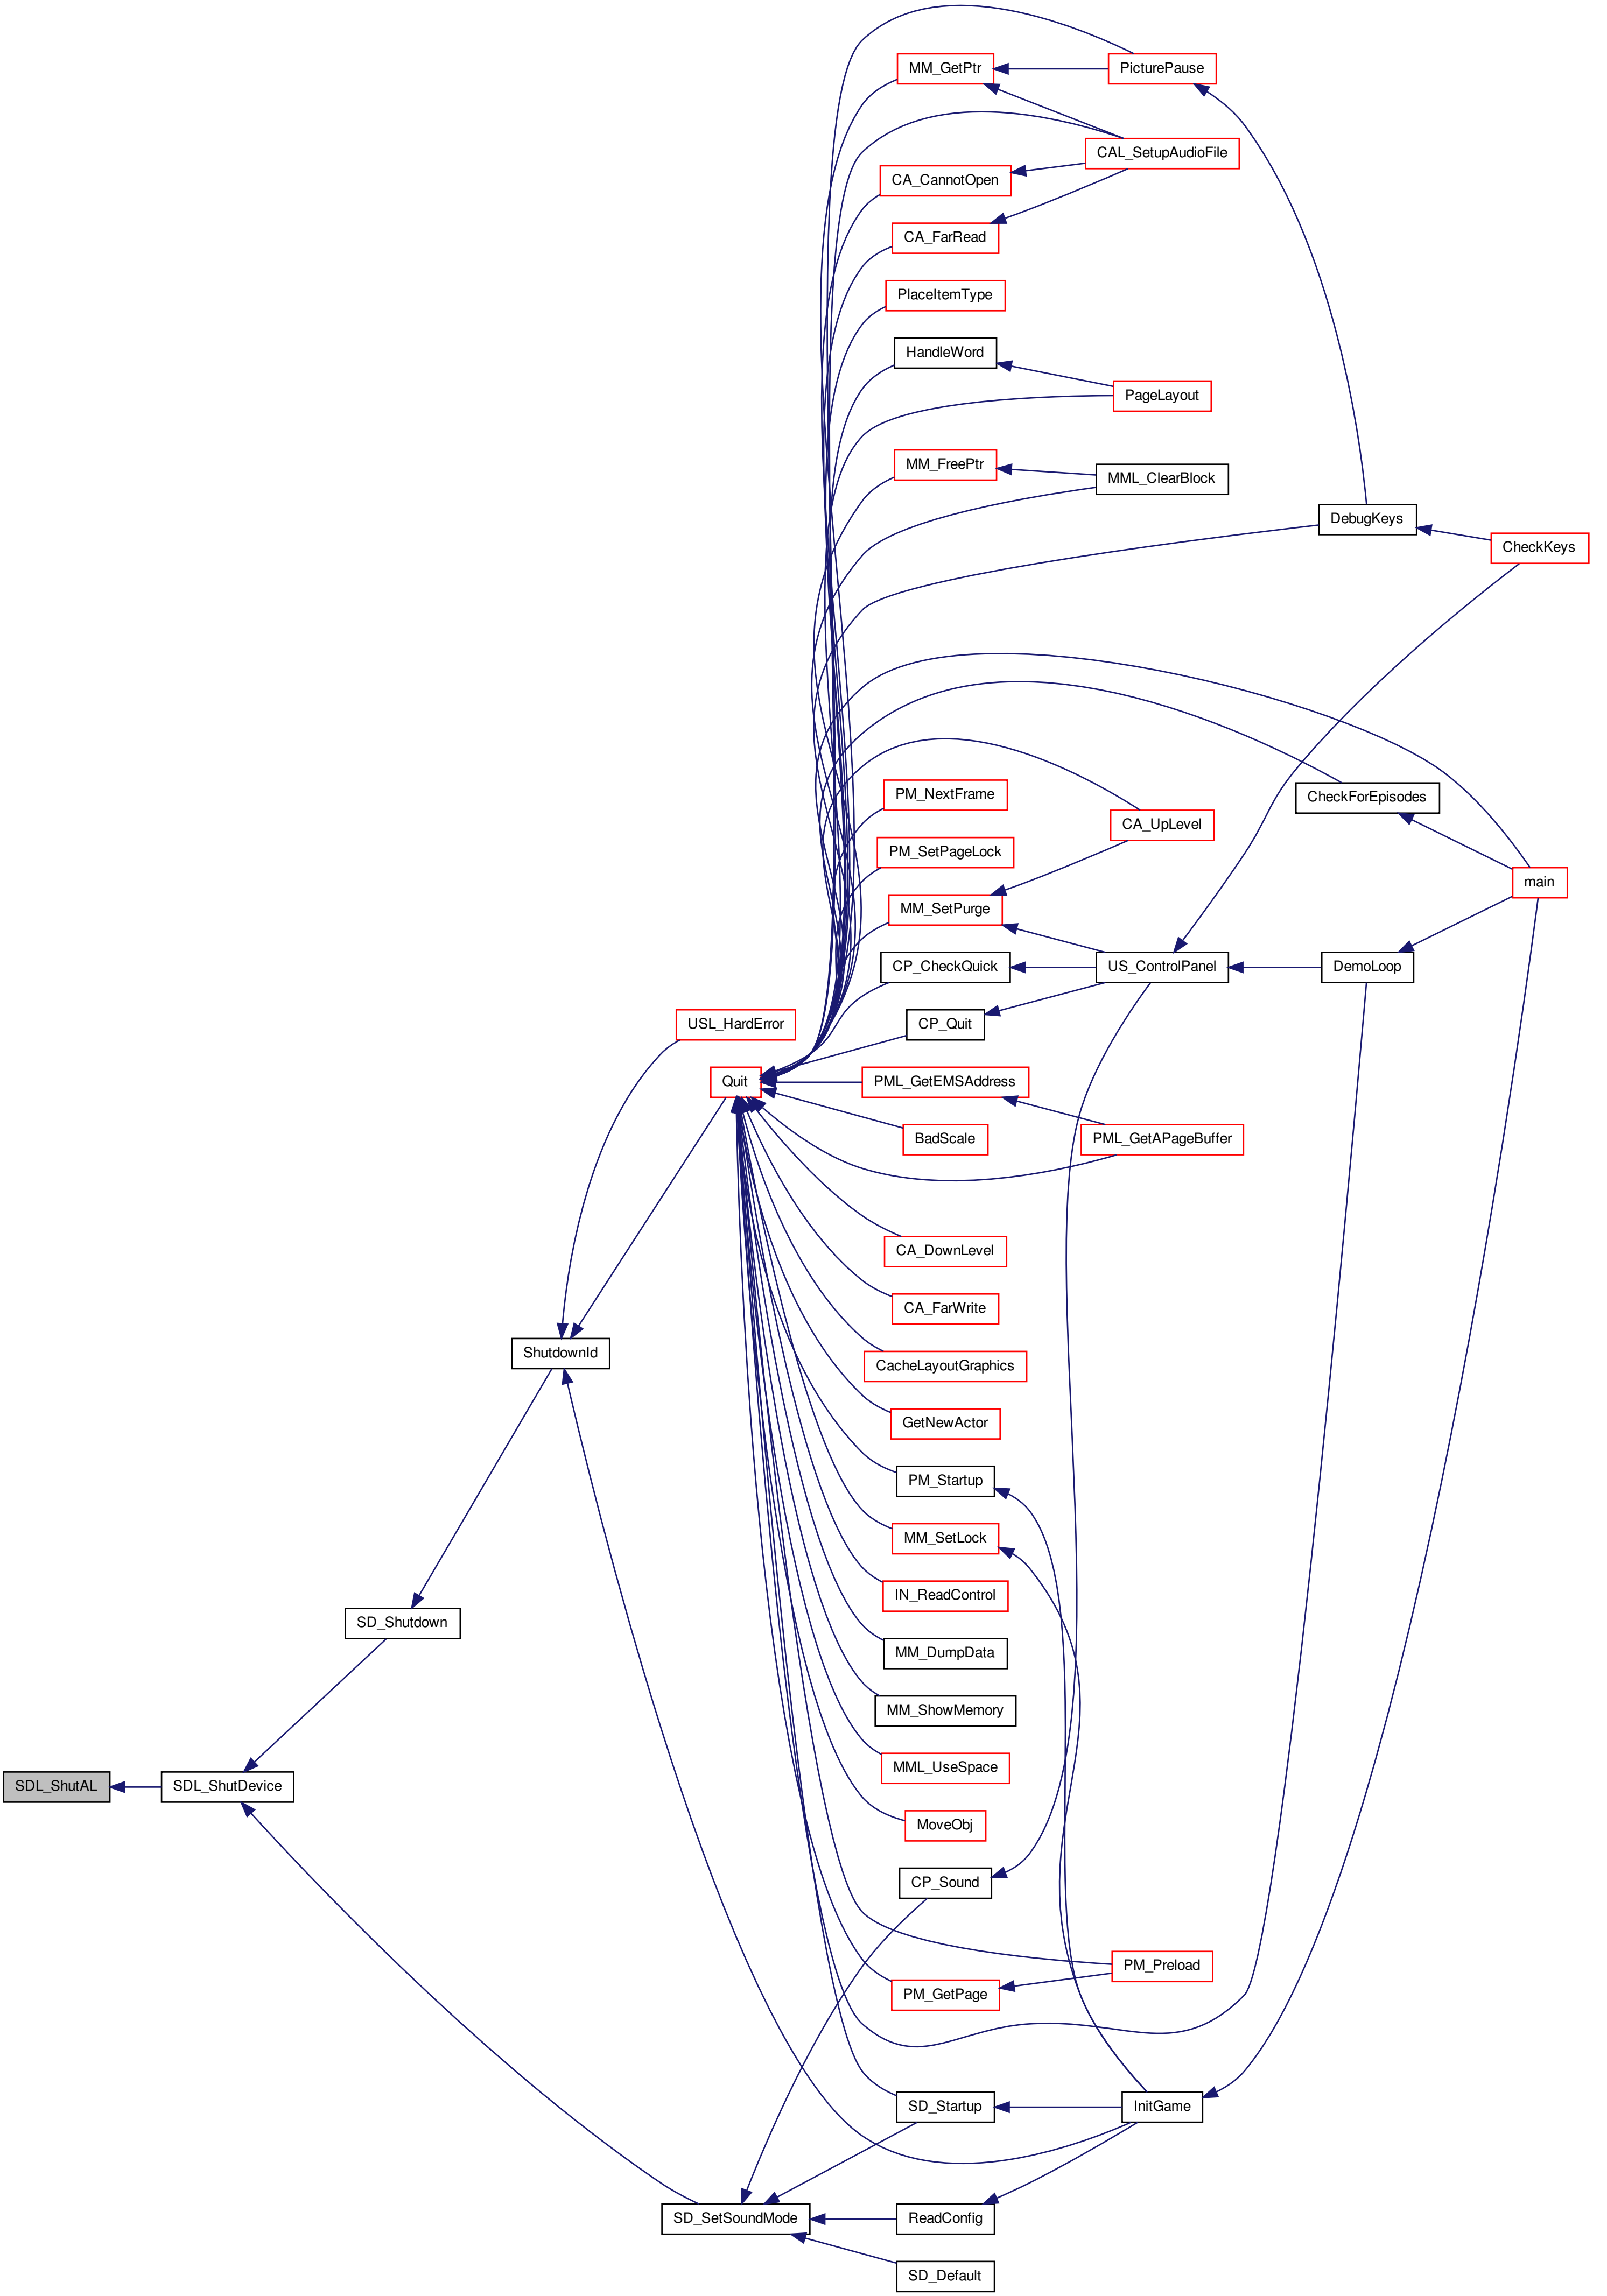 MM_GetPtr
PicturePause
CAL_SetupAudioFile
CA_CannotOpen
CA_FarRead
PlaceItemType
HandleWord
PageLayout
MM_FreePtr
MML_ClearBlock
DebugKeys
CheckKeys
PM_NextFrame
CheckForEpisodes
CA_UpLevel
PM_SetPageLock
main
MM_SetPurge
CP_CheckQuick
US_ControlPanel
DemoLoop
USL_HardError
CP_Quit
Quit
PML_GetEMSAddress
BadScale
PML_GetAPageBuffer
CA_DownLevel
CA_FarWrite
ShutdownId
CacheLayoutGraphics
GetNewActor
PM_Startup
MM_SetLock
IN_ReadControl
SD_Shutdown
MM_DumpData
MM_ShowMemory
MML_UseSpace
SDL_ShutAL
SDL_ShutDevice
MoveObj
CP_Sound
PM_Preload
PM_GetPage
SD_Startup
InitGame
SD_SetSoundMode
ReadConfig
SD_Default